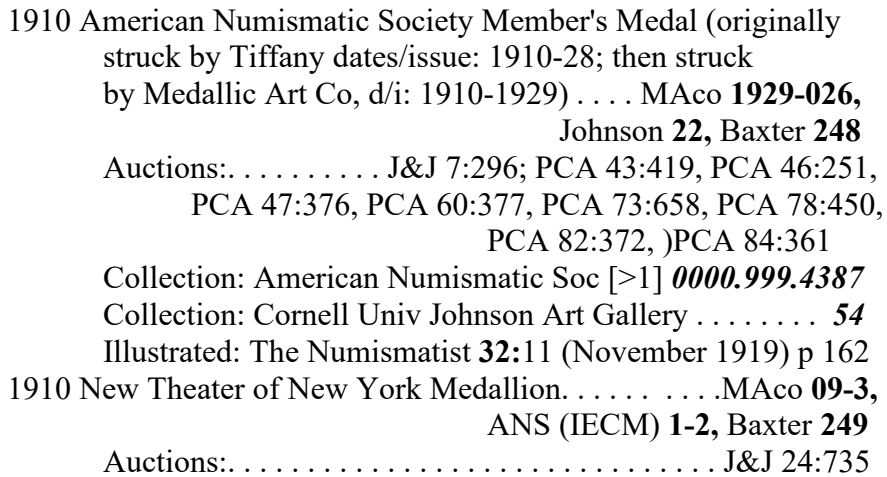 1910 American Numismatic Society Member's Medal (originally
struck by Tiffany dates/issue: 1910-28; then struck
by Medallic Art Co, d/i: 1910-1929) . . . . MAco 1929-026,
Johnson 22, Baxter 248
Auctions:. . . . . . . . . . J&J 7:296; PCA 43:419, PCA 46:251,
PCA 47:376, PCA 60:377, PCA 73:658, PCA 78:450,
PCA 82:372, )PCA 84:361
Collection: American Numismatic Soc [>1] 0000.999.4387
Collection: Cornell Univ Johnson Art Gallery . . . . . . . . 54
Illustrated: The Numismatist 32:11 (November 1919) p 162
1910 New Theater of New York Medallion. . . . . . . . . .MAco 09-3,
ANS (IECM) 1-2, Baxter 249
Auctions:. . . . . . . . . . . . . . . . . . . . . . . . . . . . . . J&J 24:735